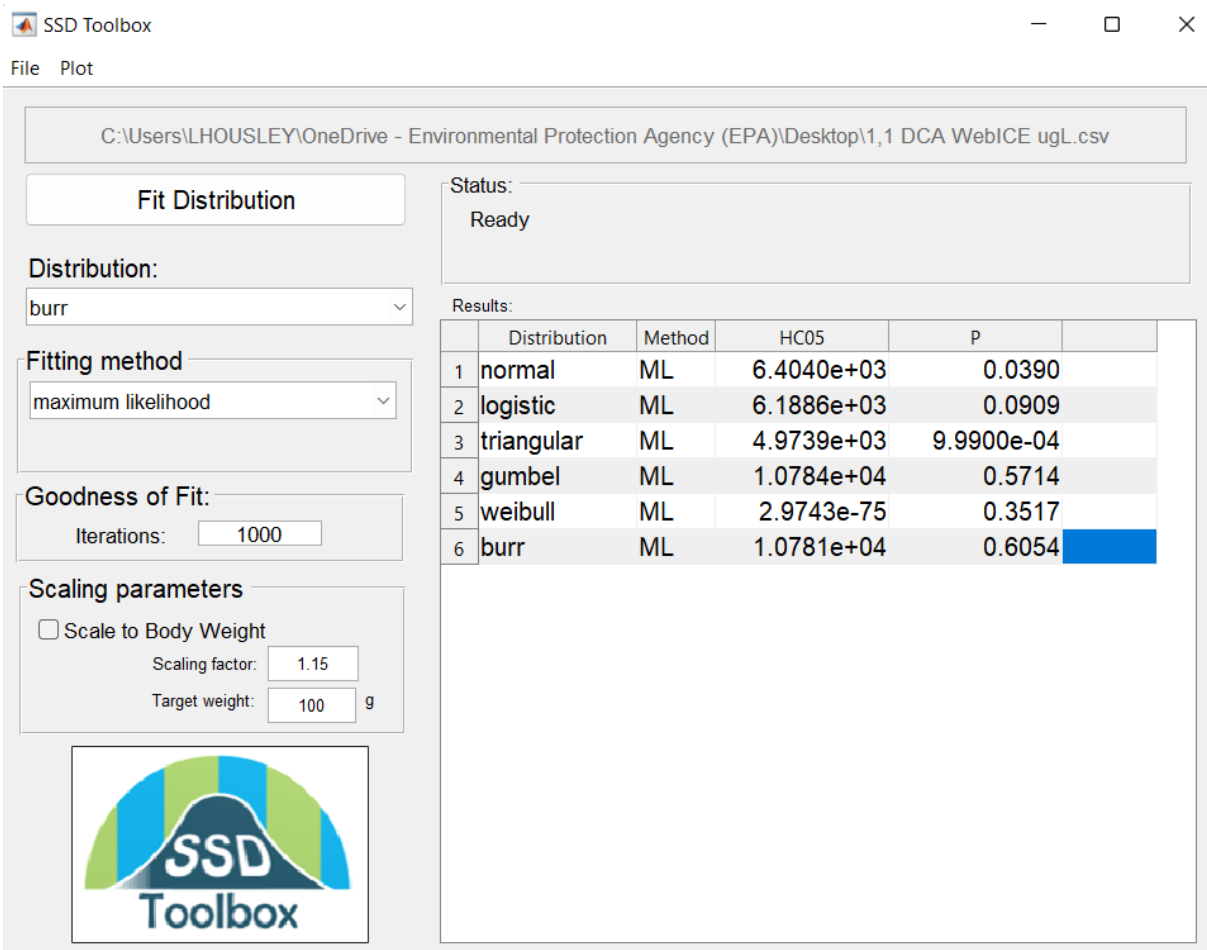 SSD Toolbox
File Plot
C:\Users\LHOUSLEY\OneDrive - Environmental Protection Agency (EPA)\Desktop\1,1 DCA WebICE ugL.csv
Fit Distribution
Distribution:
burr
Fitting method
maximum likelihood
Goodness of Fit:
Iterations: 1000
Scaling parameters
Scale to Body Weight
Scaling factor: 1.15
Target weight: 100 g
SSD
Toolbox
Status:
Ready
Results:
Distribution Method HC05 P
1 normal ML 6.4040e+03 0.0390
2 logistic ML 6.1886e+03 0.0909
3 triangular ML 4.9739e+03 9.9900e-04
4 gumbel ML 1.0784e+04 0.5714
5 weibull ML 2.9743e-75 0.3517
6 burr ML 1.0781e+04 0.6054